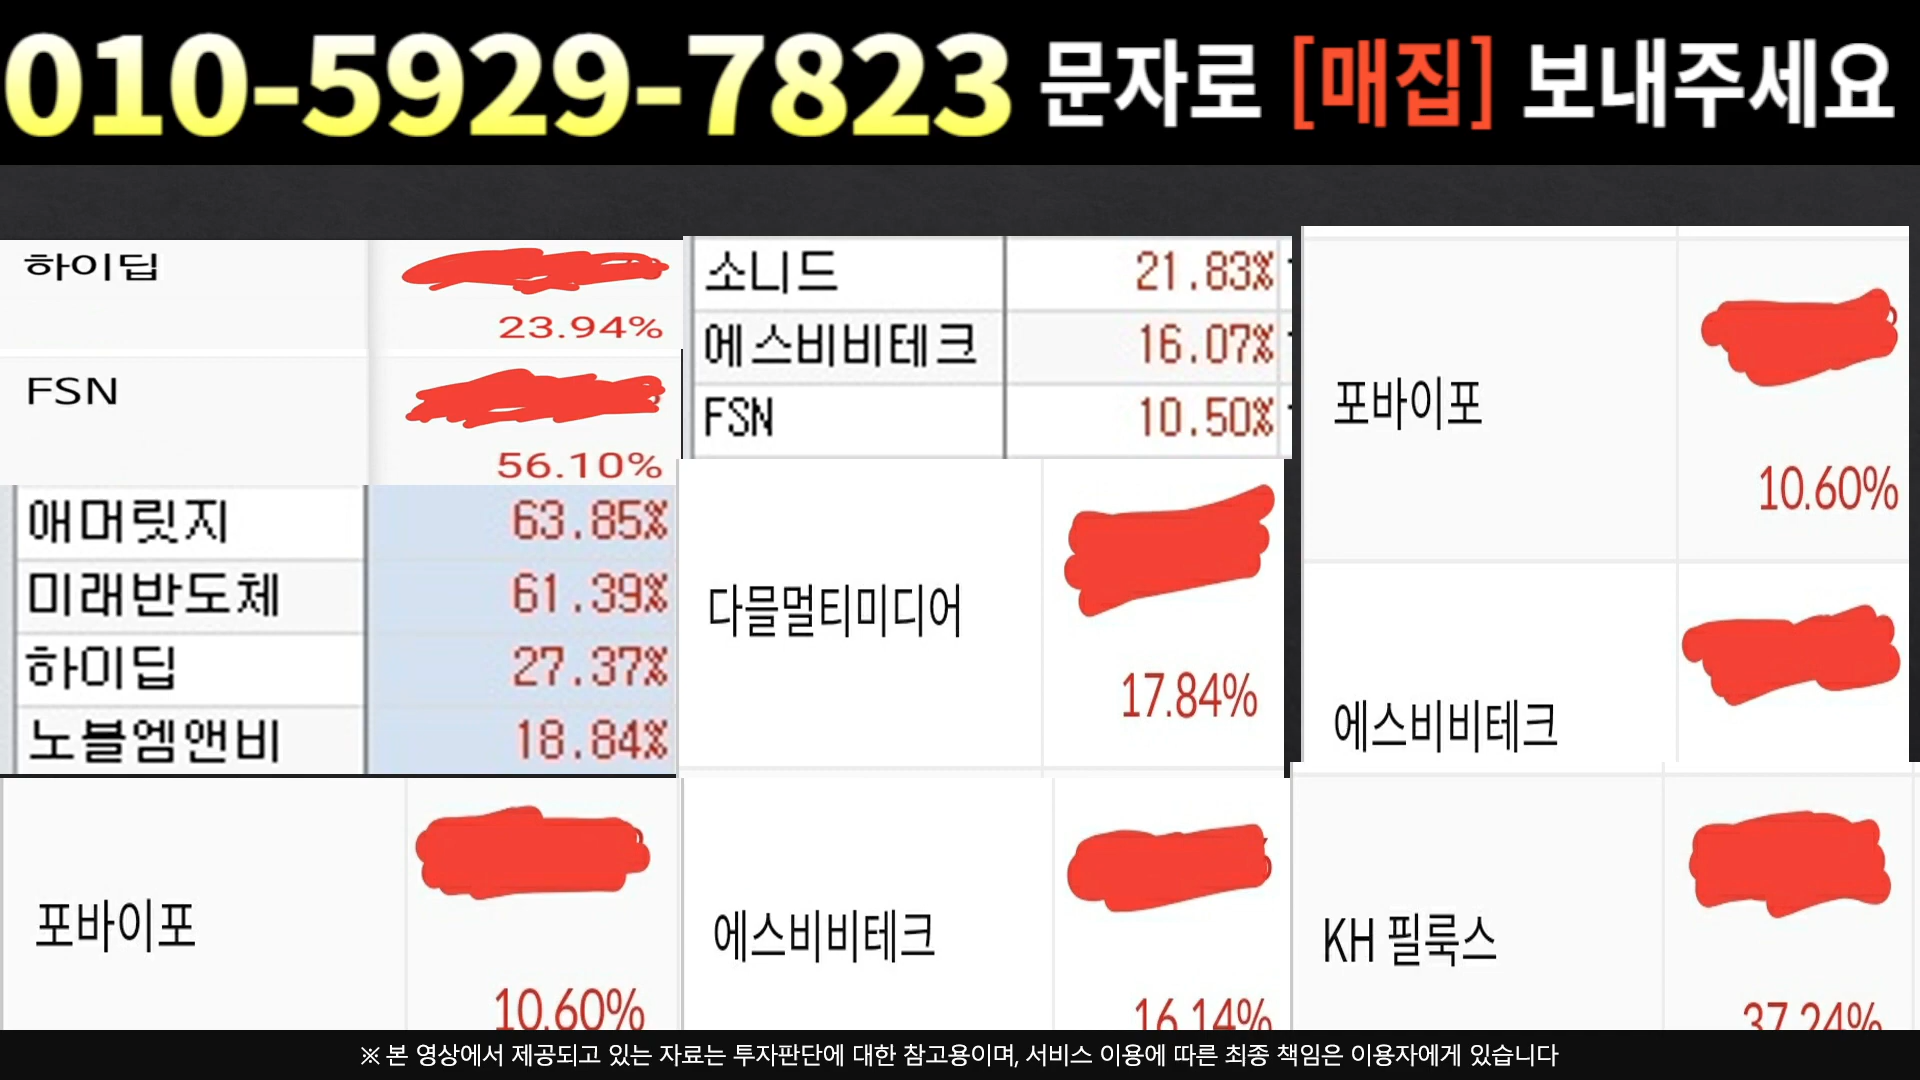 010-5929-7823 문자로 [매집] 보내주세요
하이딥
23.94%
FSN
56.10%
애머릿지 63.85%
미래반도체 61.39%
하이딥 27.37%
노블엠앤비 18.84%
소니드 21.83%
에스비비테크 16.07%
FSN 10.50%
다믈멀티미디어
17.84%
포바이포
10.60%
에스비비테크
포바이포
10.60%
에스비비테크
16.14%
KH 필룩스
37.24%
※ 본 영상에서 제공되고 있는 자료는 투자판단에 대한 참고용이며, 서비스 이용에 따른 최종 책임은 이용자에게 있습니다